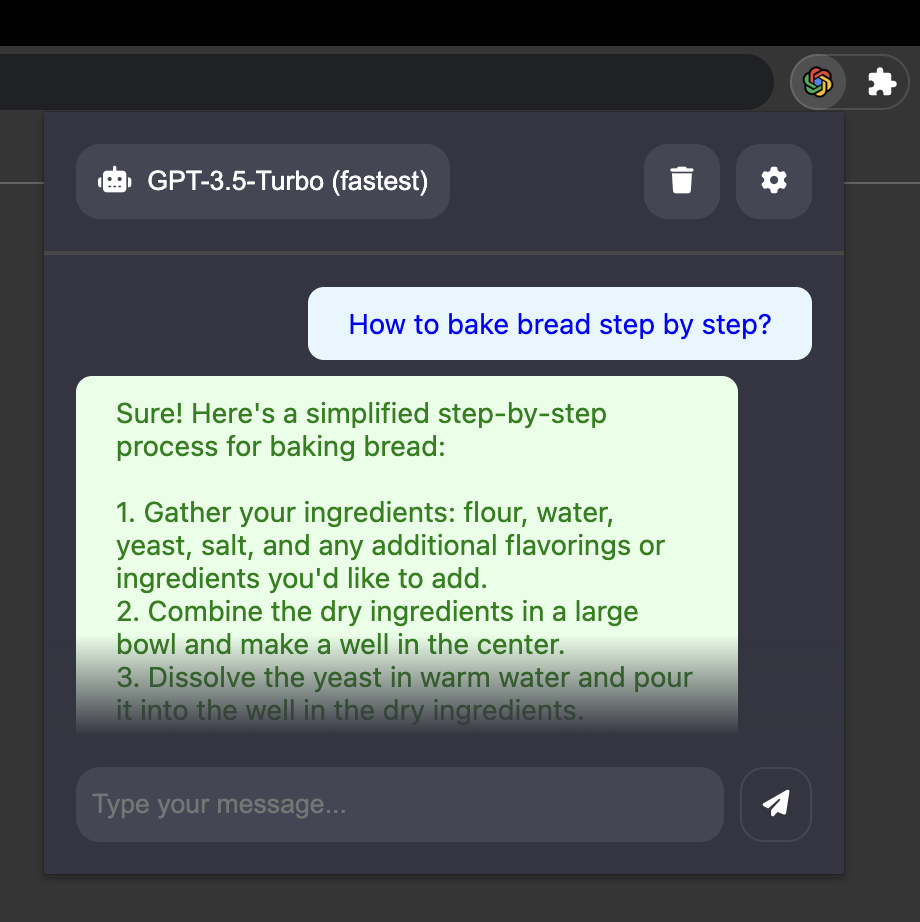 GPT-3.5-Turbo (fastest)
How to bake bread step by step?
Sure! Here's a simplified step-by-step
process for baking bread:
1. Gather your ingredients: flour, water,
yeast, salt, and any additional flavorings or
ingredients you'd like to add.
2. Combine the dry ingredients in a large
bowl and make a well in the center.
3. Dissolve the yeast in warm water and pour
it into the well in the dry ingredients.
Type your message...